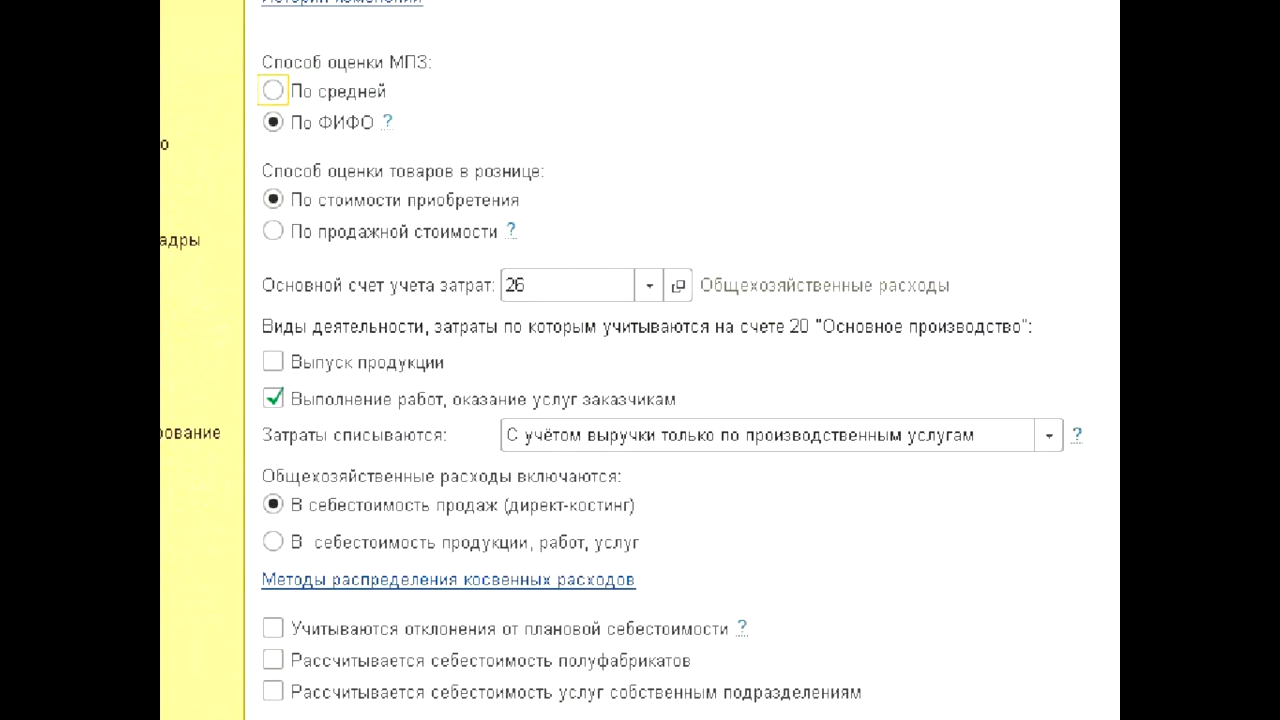 История изменений
Способ оценки МПЗ:
По средней
По ФИФО ?
о
Способ оценки товаров в рознице:
По стоимости приобретения
По продажной стоимости ?
адры
Основной счет учета затрат: 26 Общехозяйственные расходы
Виды деятельности, затраты по которым учитываются на счете 20 "Основное производство":
Выпуск продукции
Выполнение работ, оказание услуг заказчикам
ование Затраты списываются: С учётом выручки только по производственным услугам ?
Общехозяйственные расходы включаются:
В себестоимость продаж (директ-костинг)
В себестоимость продукции, работ, услуг
Методы распределения косвенных расходов
Учитываются отклонения от плановой себестоимости ?
Рассчитывается себестоимость полуфабрикатов
Рассчитывается себестоимость услуг собственным подразделениям